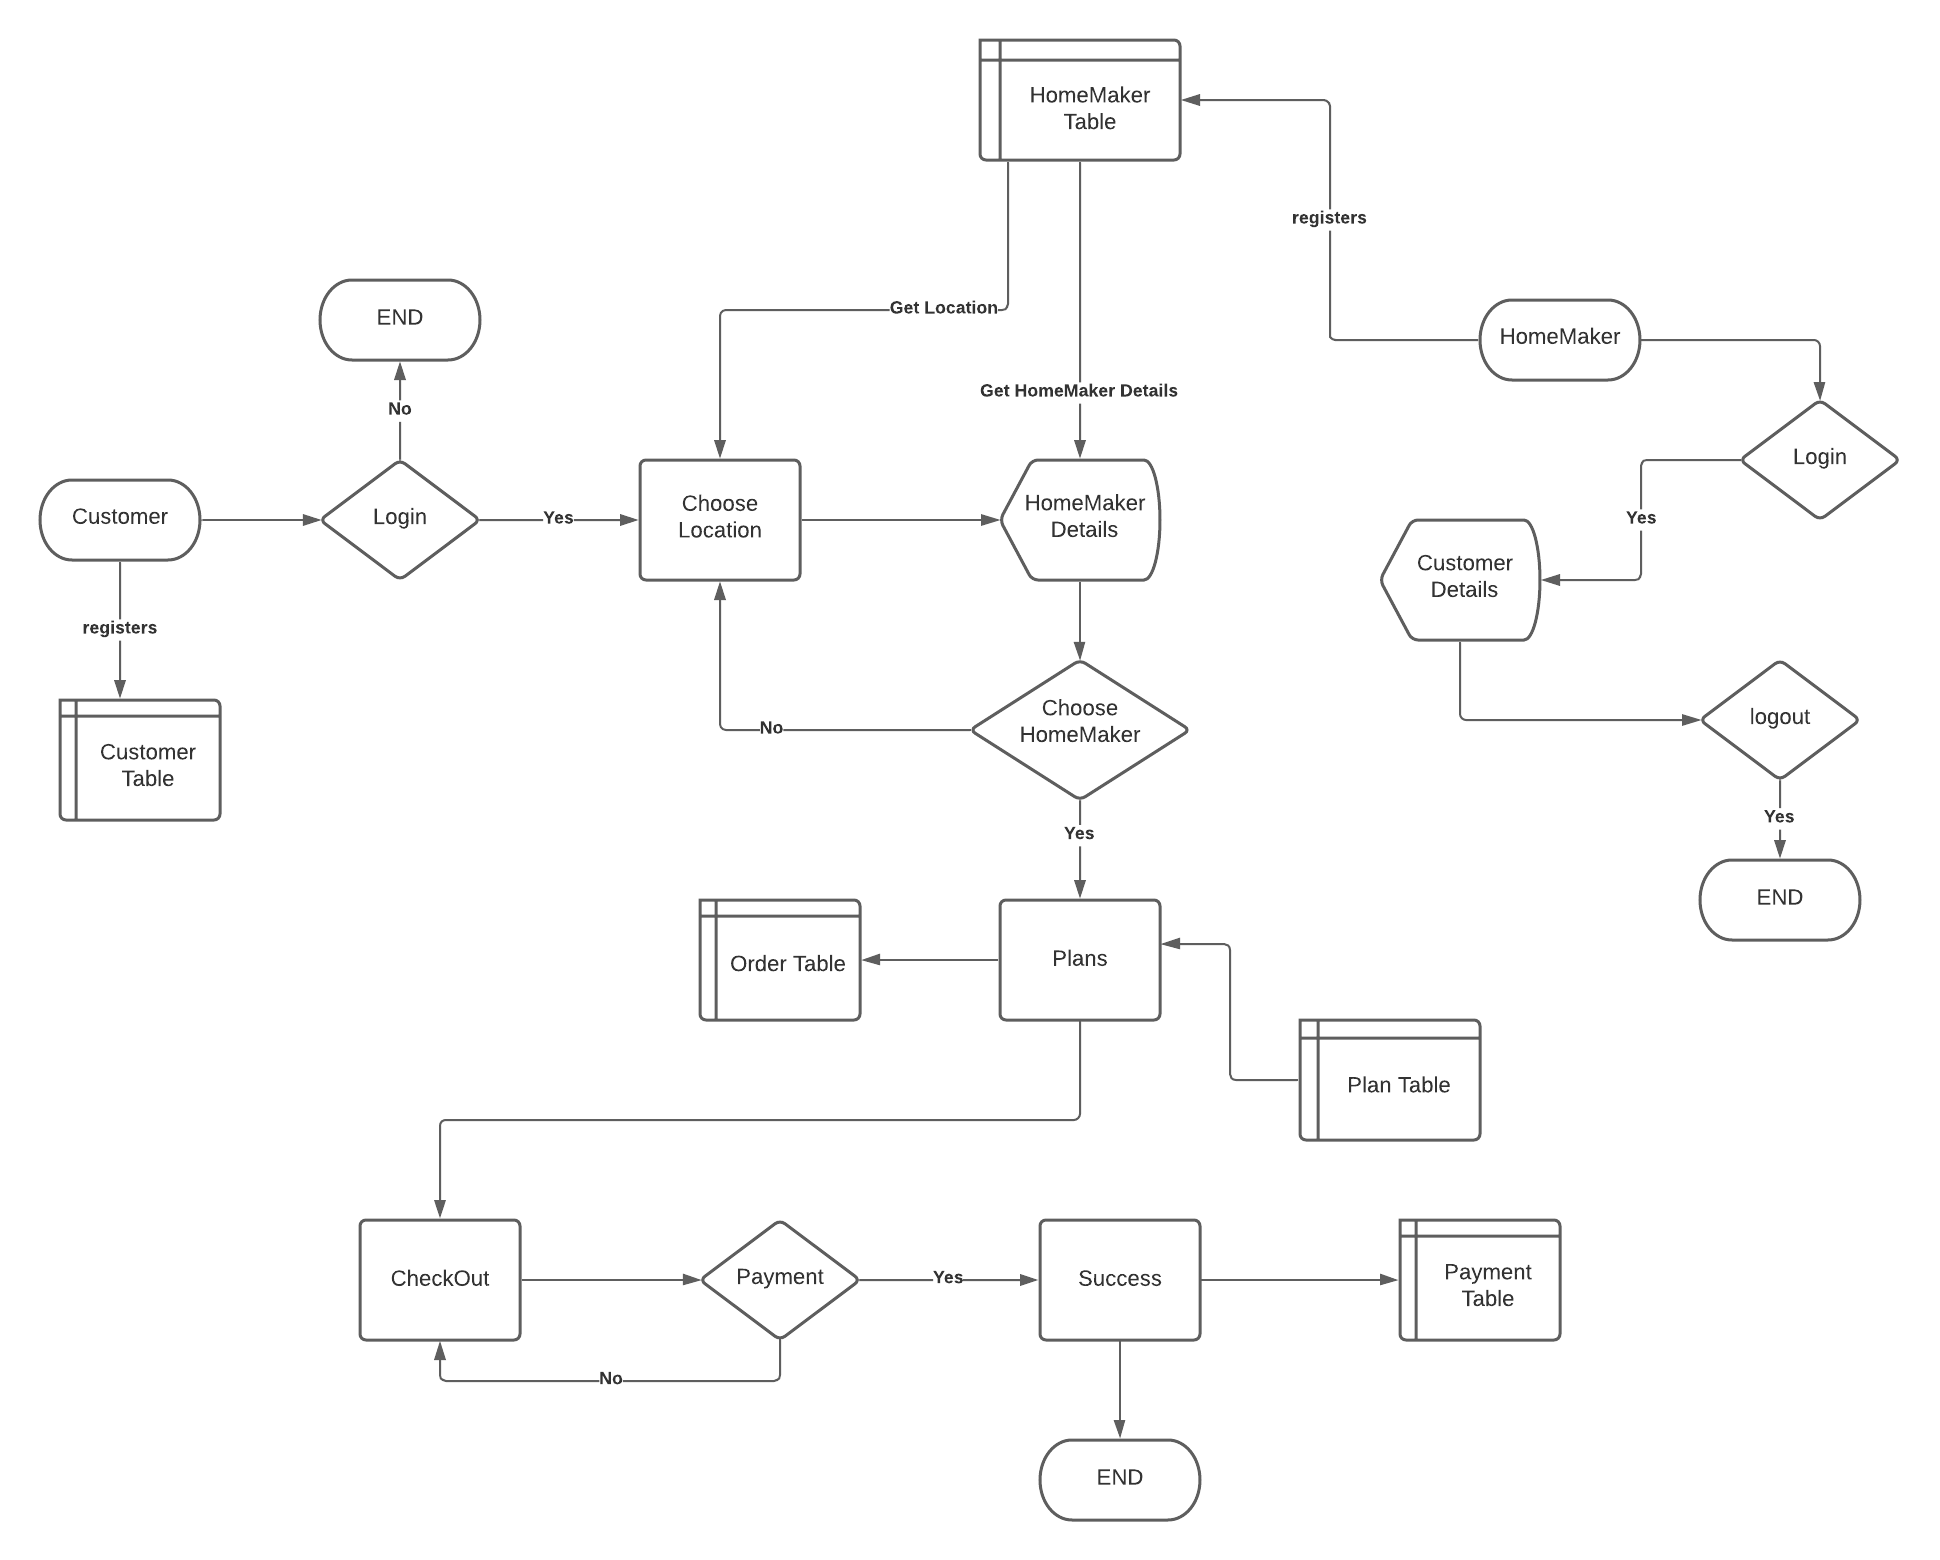 HomeMaker
Table
registers
Get Location
END
HomeMaker
Get HomeMaker Details
No
Login
Customer
Login
Yes
Choose
Location
HomeMaker
Details
Yes
Customer
Details
registers
Choose
HomeMaker
No
logout
Customer
Table
Yes
Yes
END
Order Table
Plans
Plan Table
CheckOut
Payment
Yes
Success
Payment
Table
No
END